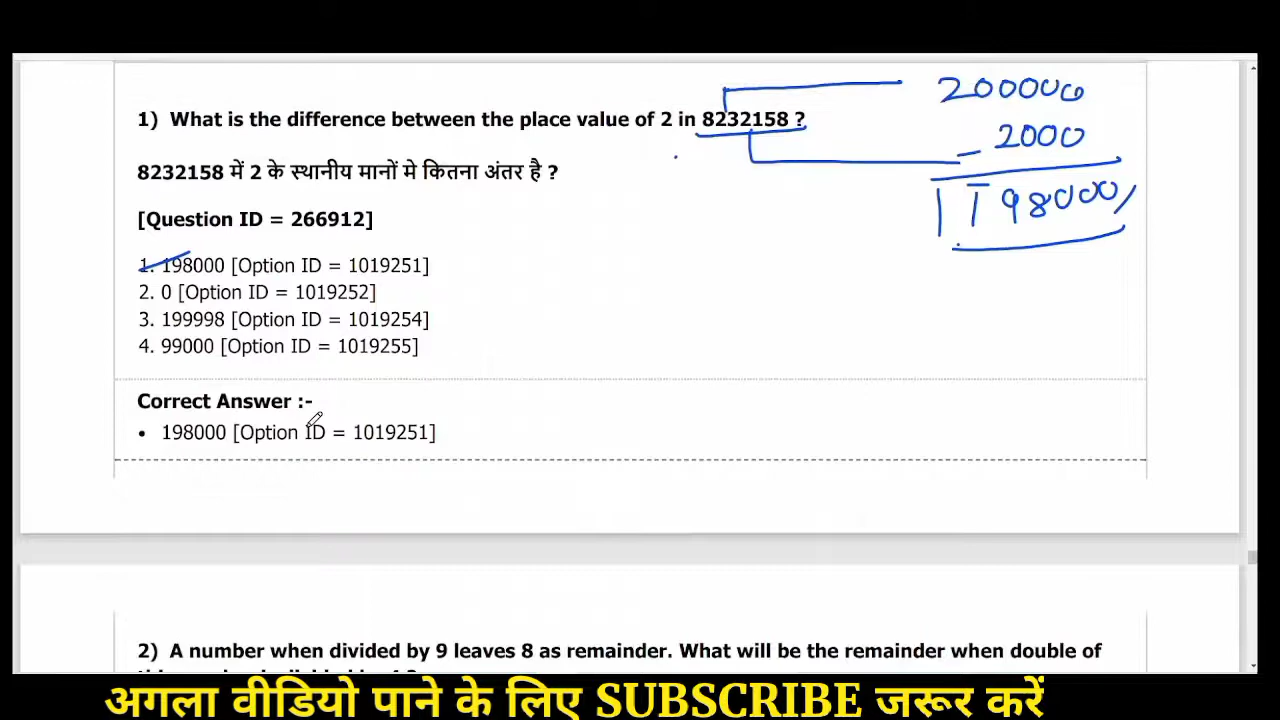 200000
1) What is the difference between the place value of 2 in 8232158 ?
- 2000
8232158 में 2 के स्थानीय मानों मे कितना अंतर है ?
198000
[Question ID = 266912]
1. 198000 [Option ID = 1019251]
2. 0 [Option ID = 1019252]
3. 199998 [Option ID = 1019254]
4. 99000 [Option ID = 1019255]
Correct Answer :-
• 198000 [Option ID = 1019251]
2) A number when divided by 9 leaves 8 as remainder. What will be the remainder when double of
अगला वीडियो पाने के लिए SUBSCRIBE जरूर करें